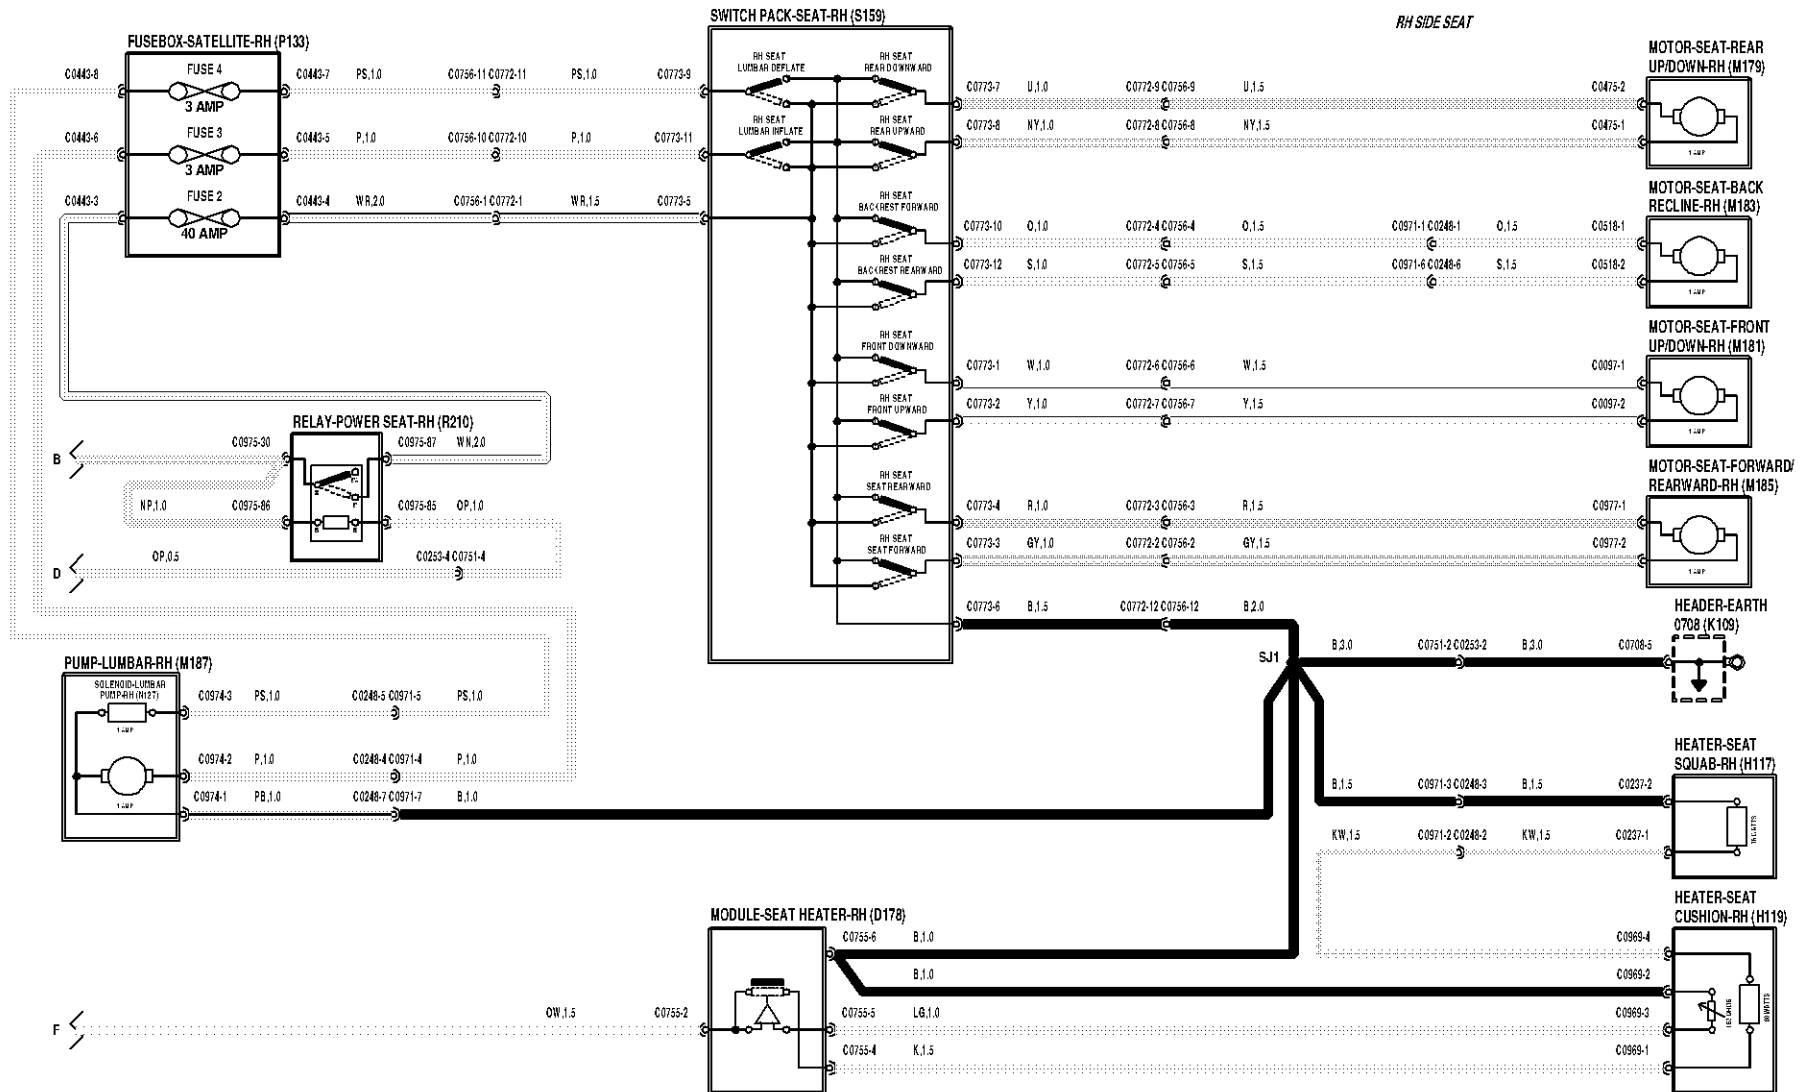 RH SIDE SEAT
SWITCH PACK-SEAT-RH (S159)
FUSEBOX-SATELLITE-RH (P133)
MOTOR-SEAT-REAR
UP/DOWN-RH (M179)
C0443-8
FUSE 4
3 AMP
C0443-7 PS,1.0 C0756-11 C0772-11 PS,1.0 C0773-9
RH SEAT
LUMBAR DEFLATE
RH SEAT
REAR DOWNWARD
C0773-7 U,1.0 C0772-9 C0756-9 U,1.5 C0475-2
C0443-6
FUSE 3
3 AMP
C0443-5 P,1.0 C0756-10 C0772-10 P,1.0 C0773-11
RH SEAT
LUMBAR INFLATE
RH SEAT
REAR UPWARD
C0773-8 NY,1.0 C0772-8 C0756-8 NY,1.5 C0475-1
1 AMP
C0443-3
FUSE 2
40 AMP
C0443-4 WR,2.0 C0756-1 C0772-1 WR,1.5 C0773-5
MOTOR-SEAT-BACK
RECLINE-RH (M183)
RH SEAT
BACKREST FORWARD
C0773-10 O,1.0 C0772-4 C0756-4 O,1.5 C0971-1 C0248-1 O,1.5 C0518-1
RH SEAT
BACKREST REARWARD
C0773-12 S,1.0 C0772-5 C0756-5 S,1.5 C0971-6 C0248-6 S,1.5 C0518-2
1 AMP
MOTOR-SEAT-FRONT
UP/DOWN-RH (M181)
RH SEAT
FRONT DOWNWARD
C0773-1 W,1.0 C0772-6 C0756-6 W,1.5 C0097-1
RH SEAT
FRONT UPWARD
C0773-2 Y,1.0 C0772-7 C0756-7 Y,1.5 C0097-2
1 AMP
RELAY-POWER SEAT-RH (R210)
B
C0975-30
C0975-87 WN,2.0
NP,1.0 C0975-86
C0975-85 OP,1.0
D
OP,0.5 C0253-4 C0751-4
MOTOR-SEAT-FORWARD/
REARWARD-RH (M185)
RH SEAT
SEAT REARWARD
C0773-4 R,1.0 C0772-3 C0756-3 R,1.5 C0977-1
RH SEAT
SEAT FORWARD
C0773-3 GY,1.0 C0772-2 C0756-2 GY,1.5 C0977-2
1 AMP
C0773-6 B,1.5 C0772-12 C0756-12 B,2.0
HEADER-EARTH
0708 (K109)
SJ1
B,3.0 C0751-2 C0253-2 B,3.0 C0708-5
PUMP-LUMBAR-RH (M187)
SOLENOID-LUMBAR
PUMP-RH (N127)
1 AMP
C0974-3 PS,1.0 C0248-5 C0971-5 PS,1.0
C0974-2 P,1.0 C0248-4 C0971-4 P,1.0
1 AMP
C0974-1 PB,1.0 C0248-7 C0971-7 B,1.0
HEATER-SEAT
SQUAB-RH (H117)
B,1.5 C0971-3 C0248-3 B,1.5 C0237-2
KW,1.5 C0971-2 C0248-2 KW,1.5 C0237-1
HEATER-SEAT
CUSHION-RH (H119)
MODULE-SEAT HEATER-RH (D178)
C0755-6 B,1.0 C0969-4
B,1.0 C0969-2
F
OW,1.5 C0755-2
C0755-5 LG,1.0 C0969-3
C0755-4 K,1.5 C0969-1